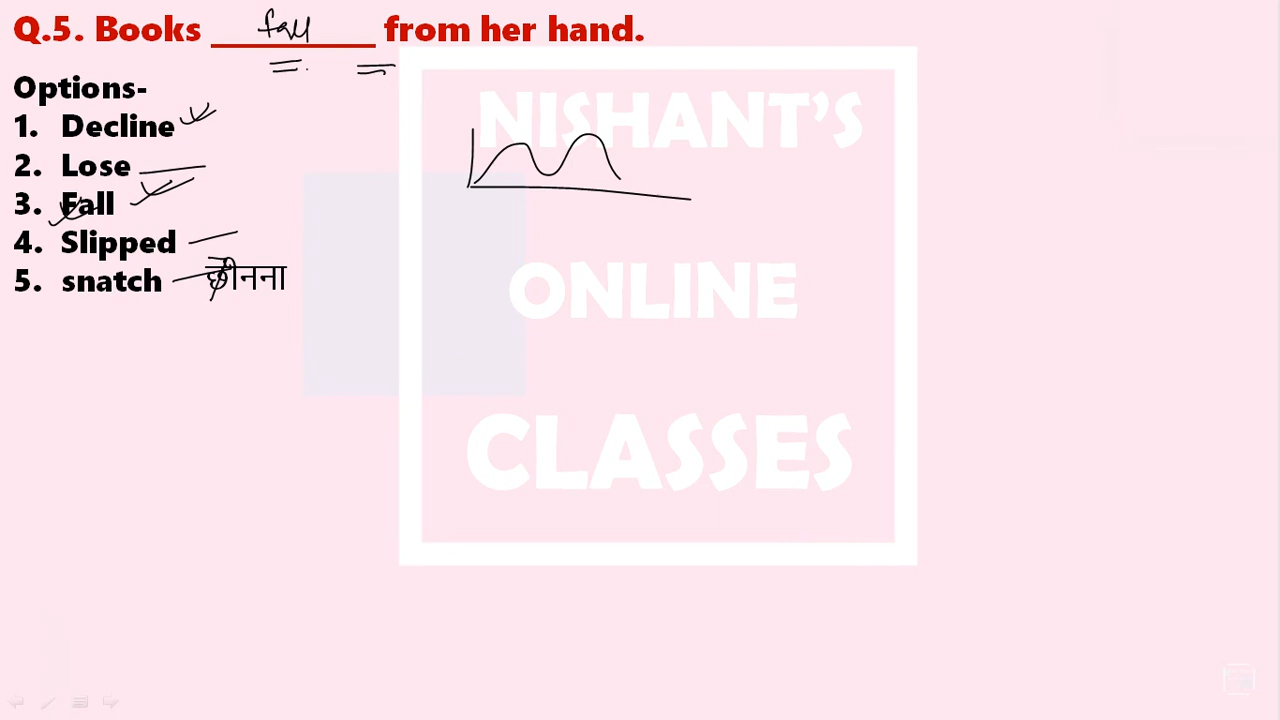 Q.5. Books fall from her hand.
Options-
1. Decline
2. Lose
3. Fall
4. Slipped
5. snatch छीनना
NISHANT'S
ONLINE
CLASSES